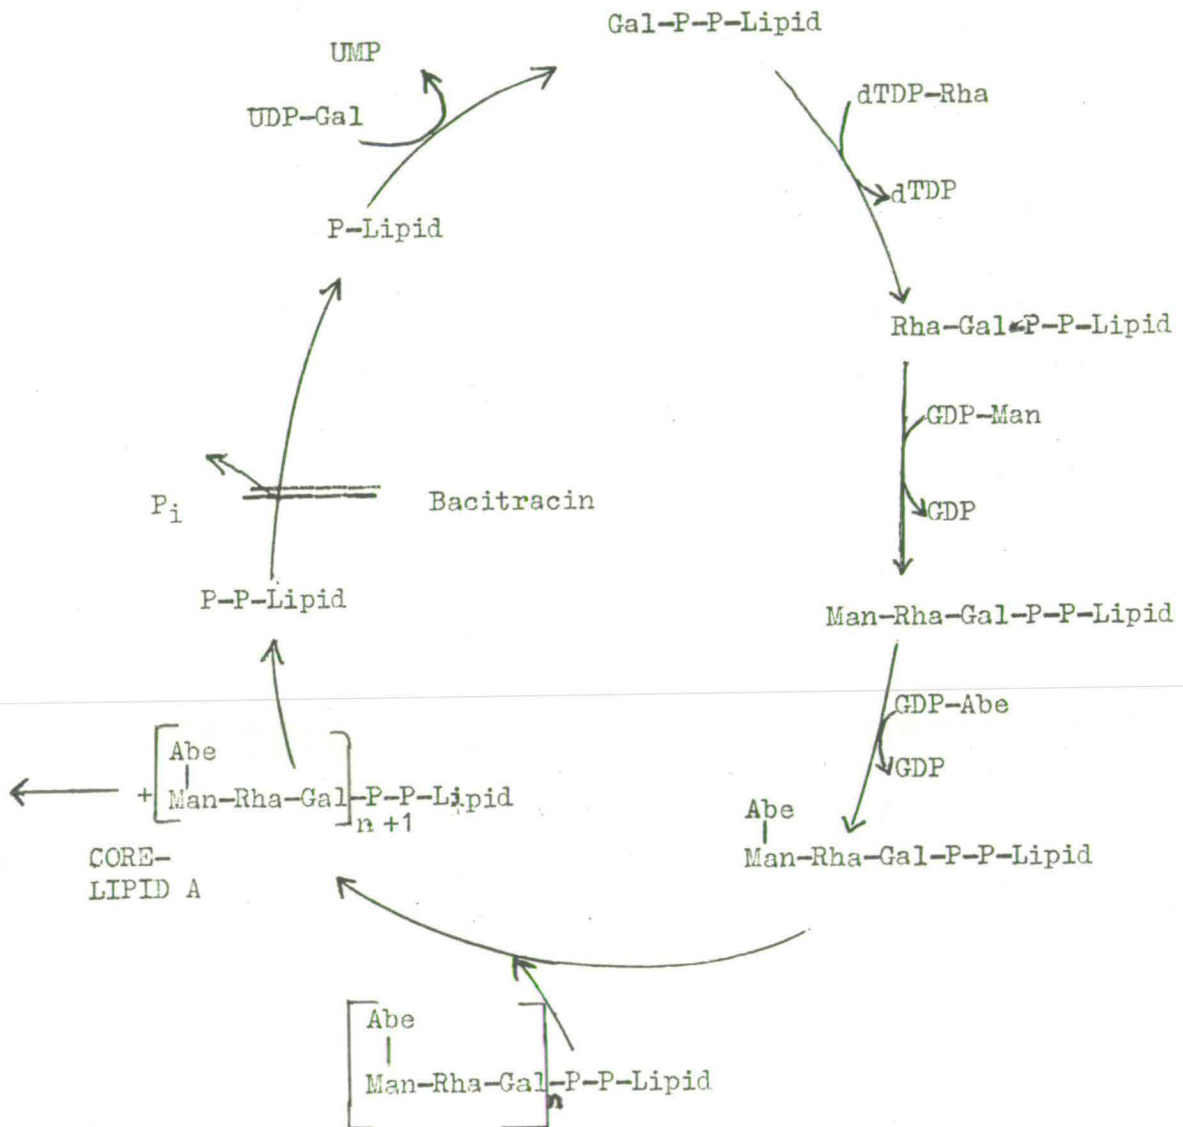 Gal-P-P-Lipid
UMP
UDP-Gal
dTDP-Rha
dTDP
P-Lipid
Rha-Gal-P-P-Lipid
GDP-Man
GDP
Pi
Bacitracin
P-P-Lipid
Man-Rha-Gal-P-P-Lipid
GDP-Abe
GDP
Abe
+[Man-Rha-Gal]n+1-P-P-Lipid
CORE-
LIPID A
Abe
Man-Rha-Gal-P-P-Lipid
Abe
[Man-Rha-Gal]n-P-P-Lipid